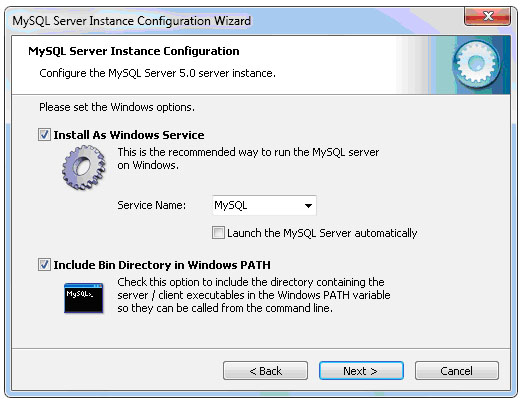 MySQL Server Instance Configuration Wizard
MySQL Server Instance Configuration
Configure the MySQL Server 5.0 server instance.
Please set the Windows options.
Install As Windows Service
This is the recommended way to run the MySQL server
on Windows.
Service Name: MySQL
Launch the MySQL Server automatically
Include Bin Directory in Windows PATH
Check this option to include the directory containing the
server / client executables in the Windows PATH variable
so they can be called from the command line.
MySQL>_
< Back Next > Cancel